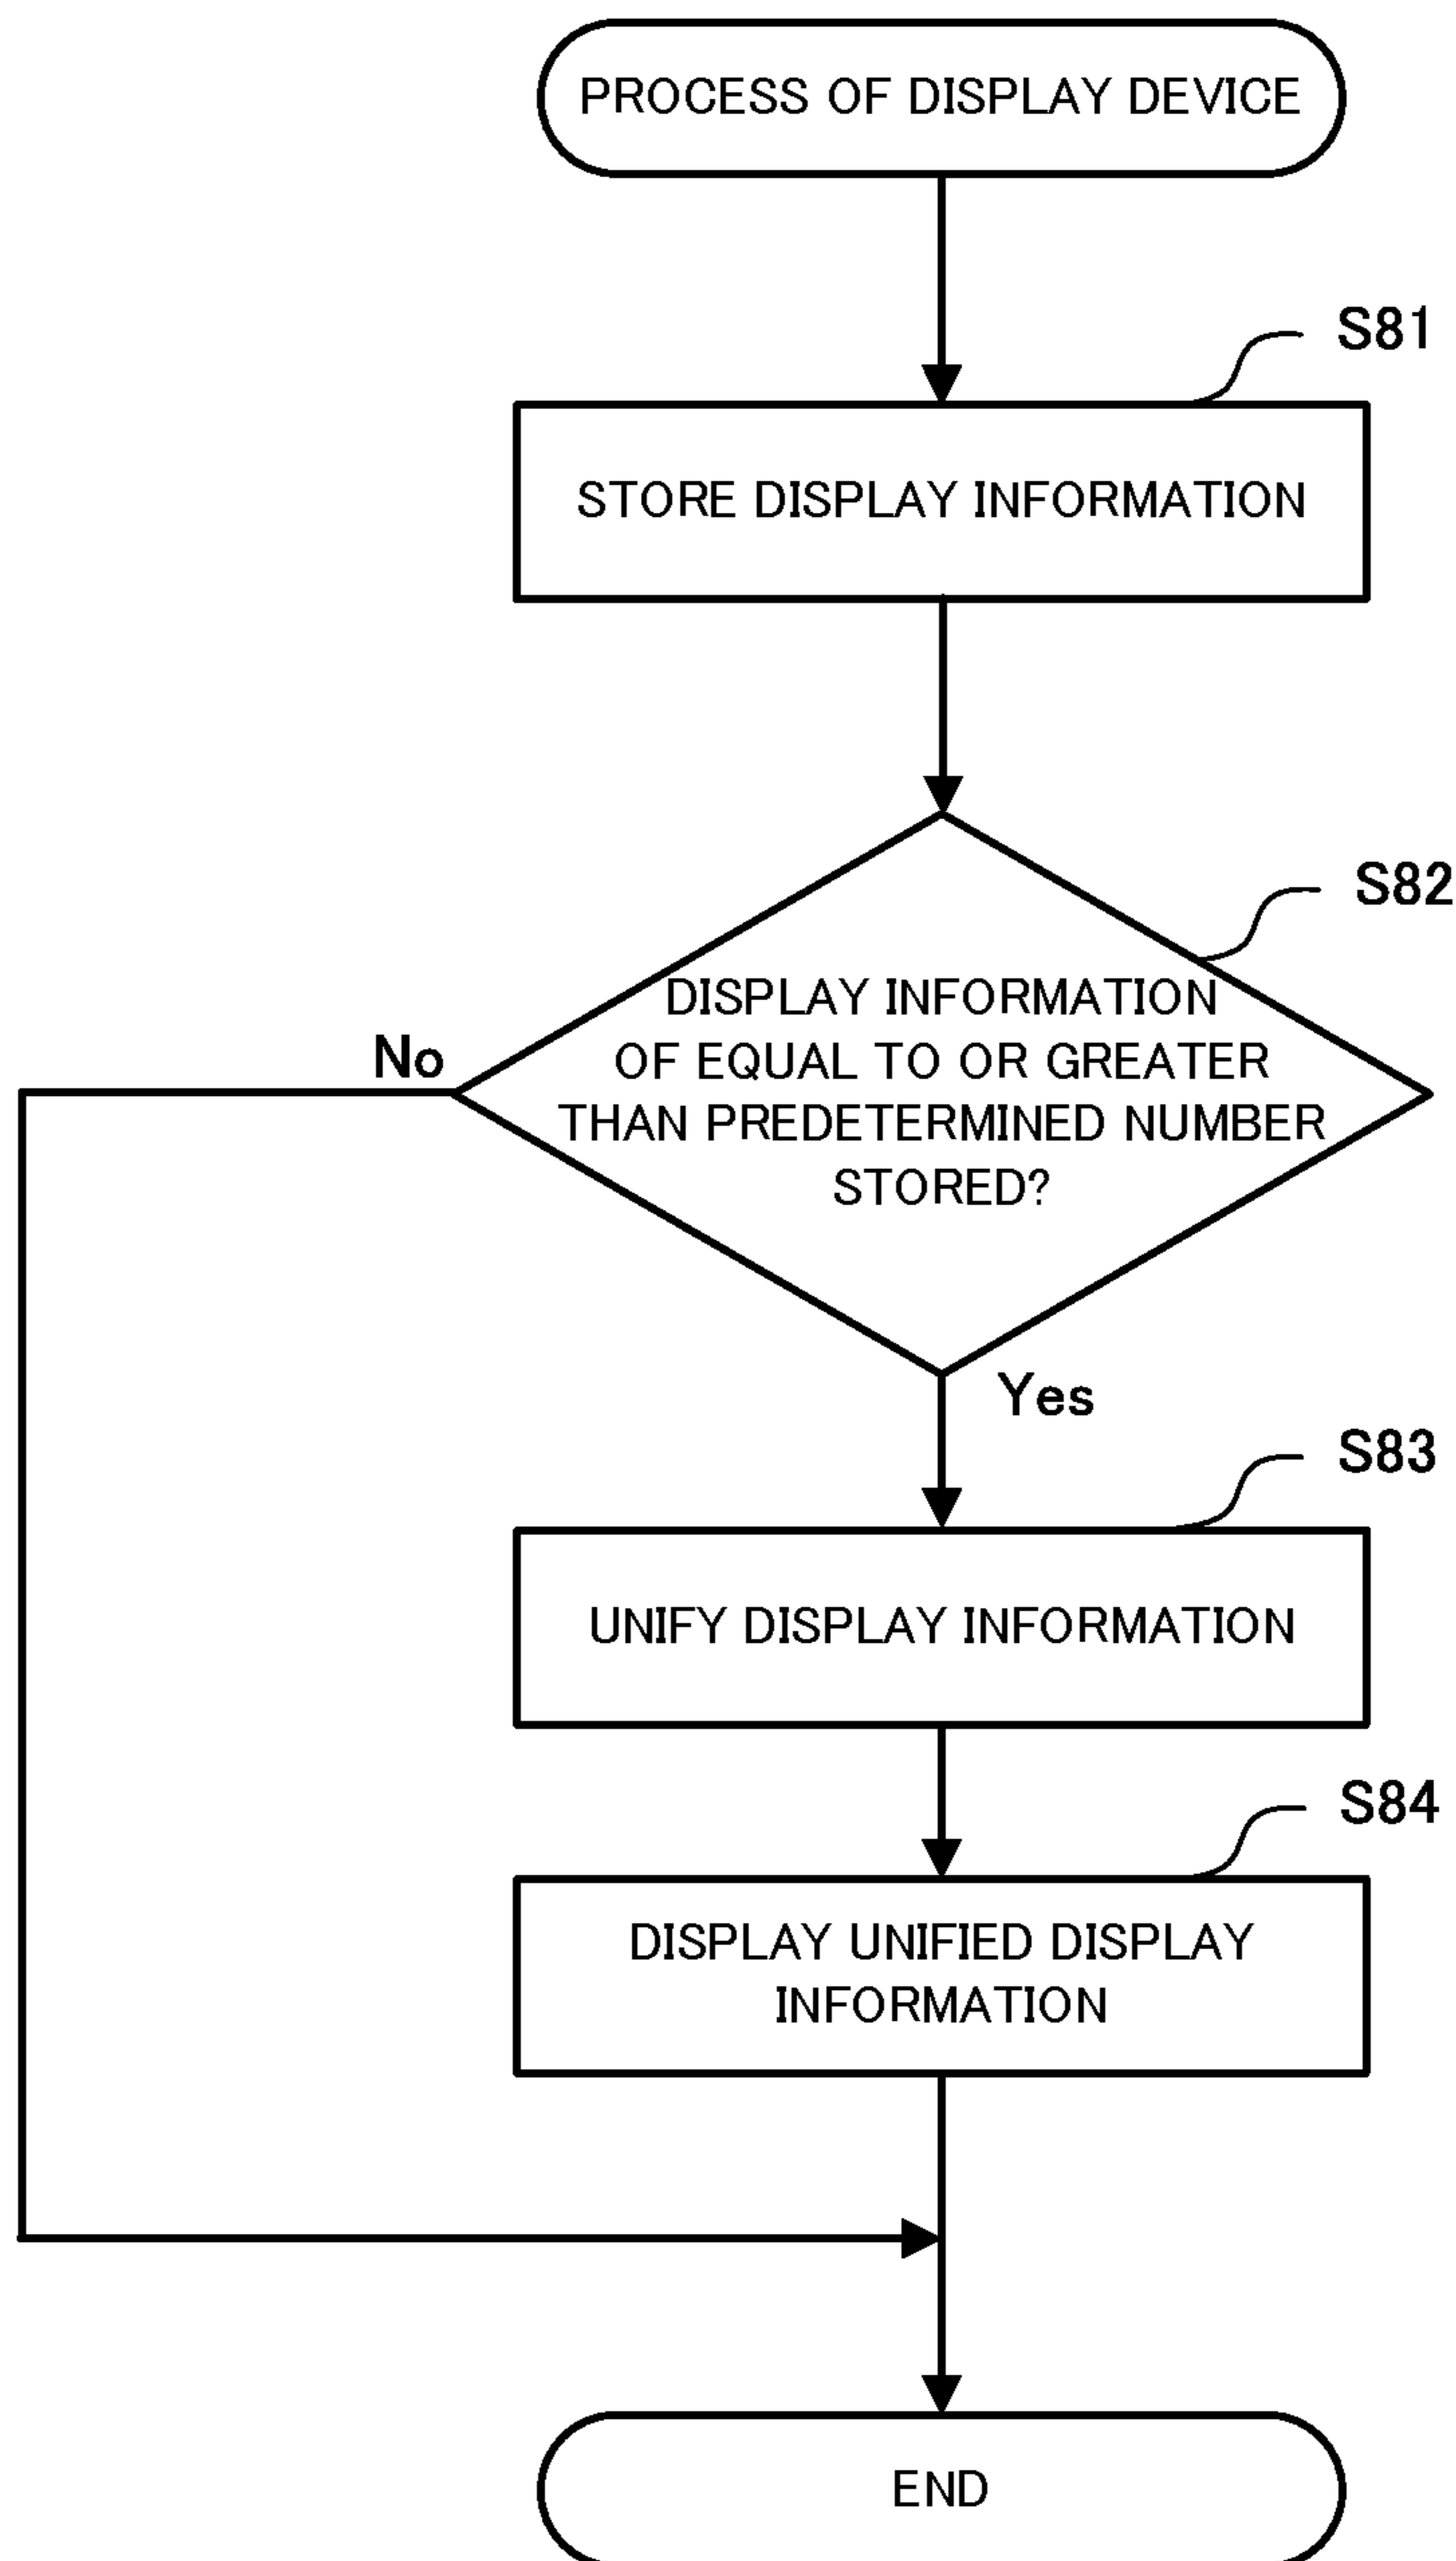 PROCESS OF DISPLAY DEVICE
S81
STORE DISPLAY INFORMATION
S82
DISPLAY INFORMATION
OF EQUAL TO OR GREATER
THAN PREDETERMINED NUMBER
STORED?
No
Yes
S83
UNIFY DISPLAY INFORMATION
S84
DISPLAY UNIFIED DISPLAY
INFORMATION
END